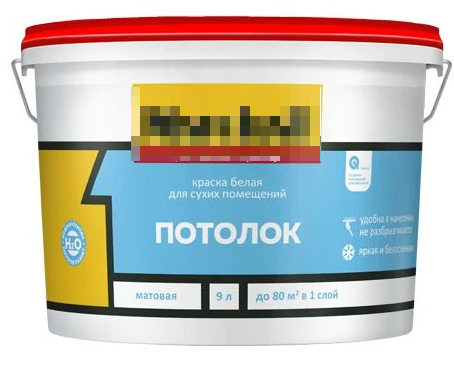 краска белая
для сухих помещений
ПОТОЛОК
H₂O
удобна в нанесении,
не разбрызгивается
яркая и белоснежная
матовая
9 л
до 80 м² в 1 слой